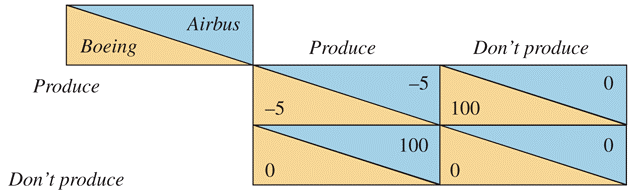 Airbus
Boeing
Produce Don't produce
Produce
–5 0
–5 100
100 0
0 0
Don't produce